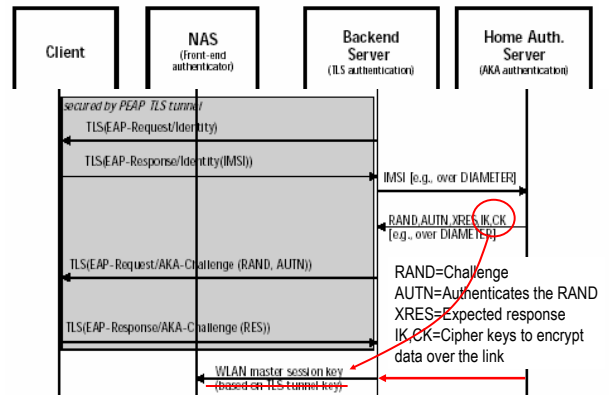 Client
NAS
(Front-end
authenticator)
Backend
Server
(TLS authentication)
Home Auth.
Server
(AKA authentication)
secured by PEAP TLS tunnel
TLS(EAP-Request/Identity)
TLS(EAP-Response/Identity(IMSI))
IMSI [e.g., over DIAMETER]
RAND,AUTN,XRES,IK,CK
[e.g., over DIAMETER]
TLS(EAP-Request/AKA-Challenge (RAND, AUTN))
RAND=Challenge
AUTN=Authenticates the RAND
XRES=Expected response
IK,CK=Cipher keys to encrypt
data over the link
TLS(EAP-Response/AKA-Challenge (RES))
WLAN master session key
(based on TLS tunnel key)